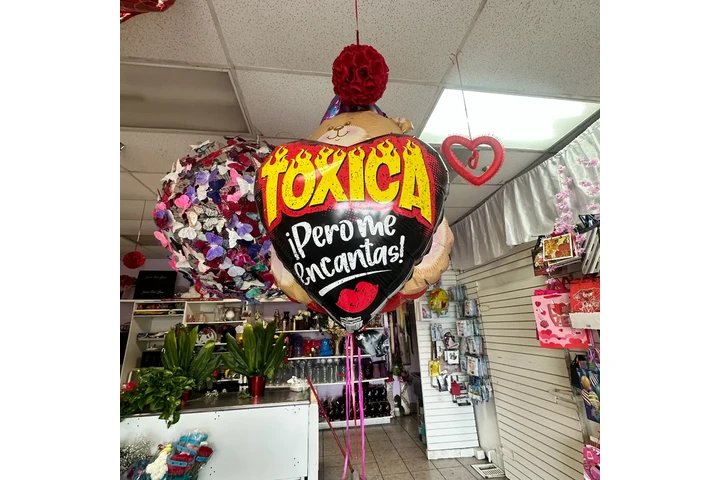 TOXICA
¡Pero me
encantas!